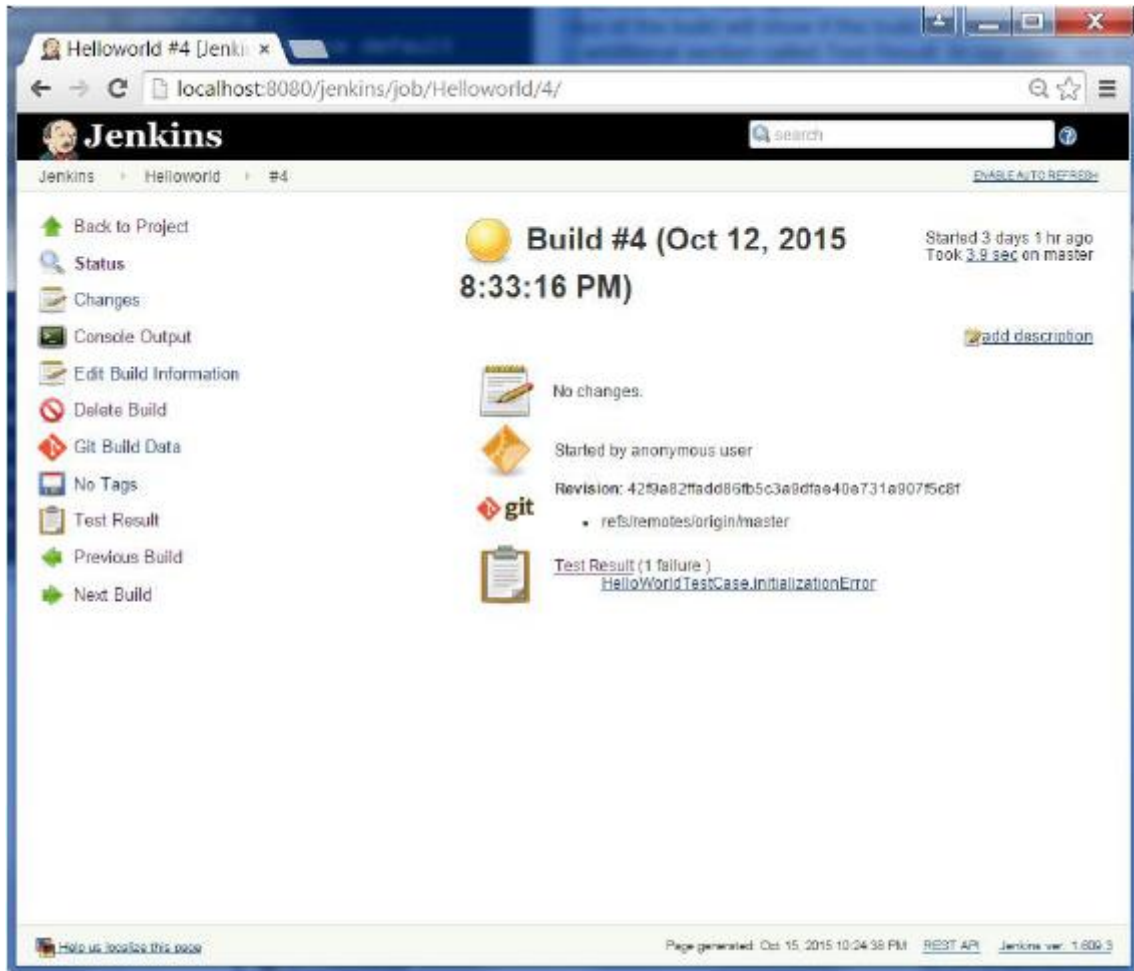 Helloworld #4 [Jenki
localhost:8080/jenkins/job/Helloworld/4/
Jenkins
search
Jenkins
Helloworld
#4
ENABLE AUTO REFRESH
Back to Project
Status
Changes
Console Output
Edit Build Information
Delete Build
Git Build Data
No Tags
Test Result
Previous Build
Next Build
Build #4 (Oct 12, 2015
8:33:16 PM)
Started 3 days 1 hr ago
Took 3.9 sec on master
add description
No changes.
Started by anonymous user
git
Revision: 42f9a82ffadd86fb5c3a9dfae40e731a907f5c8f
• refs/remotes/origin/master
Test Result (1 failure )
HelloWorldTestCase.initializationError
Help us localize this page
Page generated: Oct 15, 2015 10:24:38 PM
REST API
Jenkins ver. 1.609.3